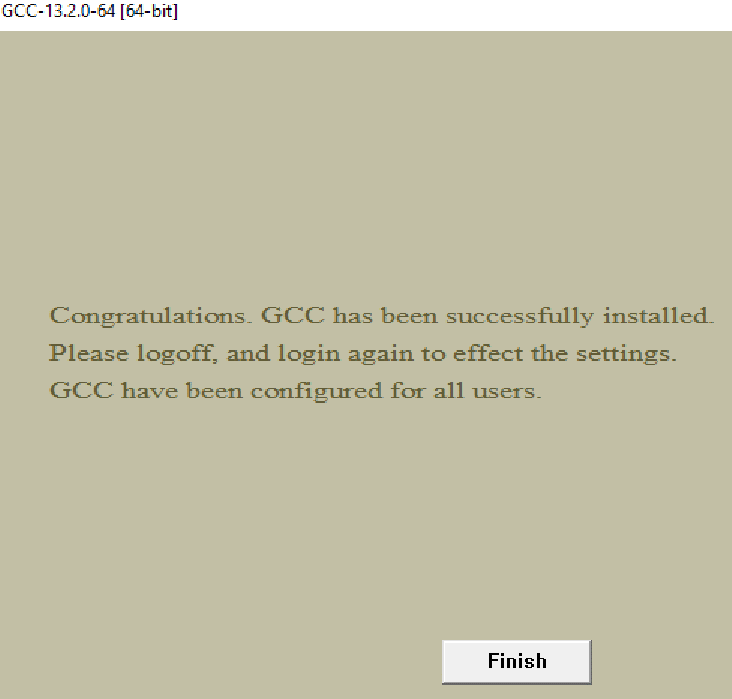 GCC-13.2.0-64 [64-bit]
Congratulations. GCC has been successfully installed.
Please logoff, and login again to effect the settings.
GCC have been configured for all users.
Finish